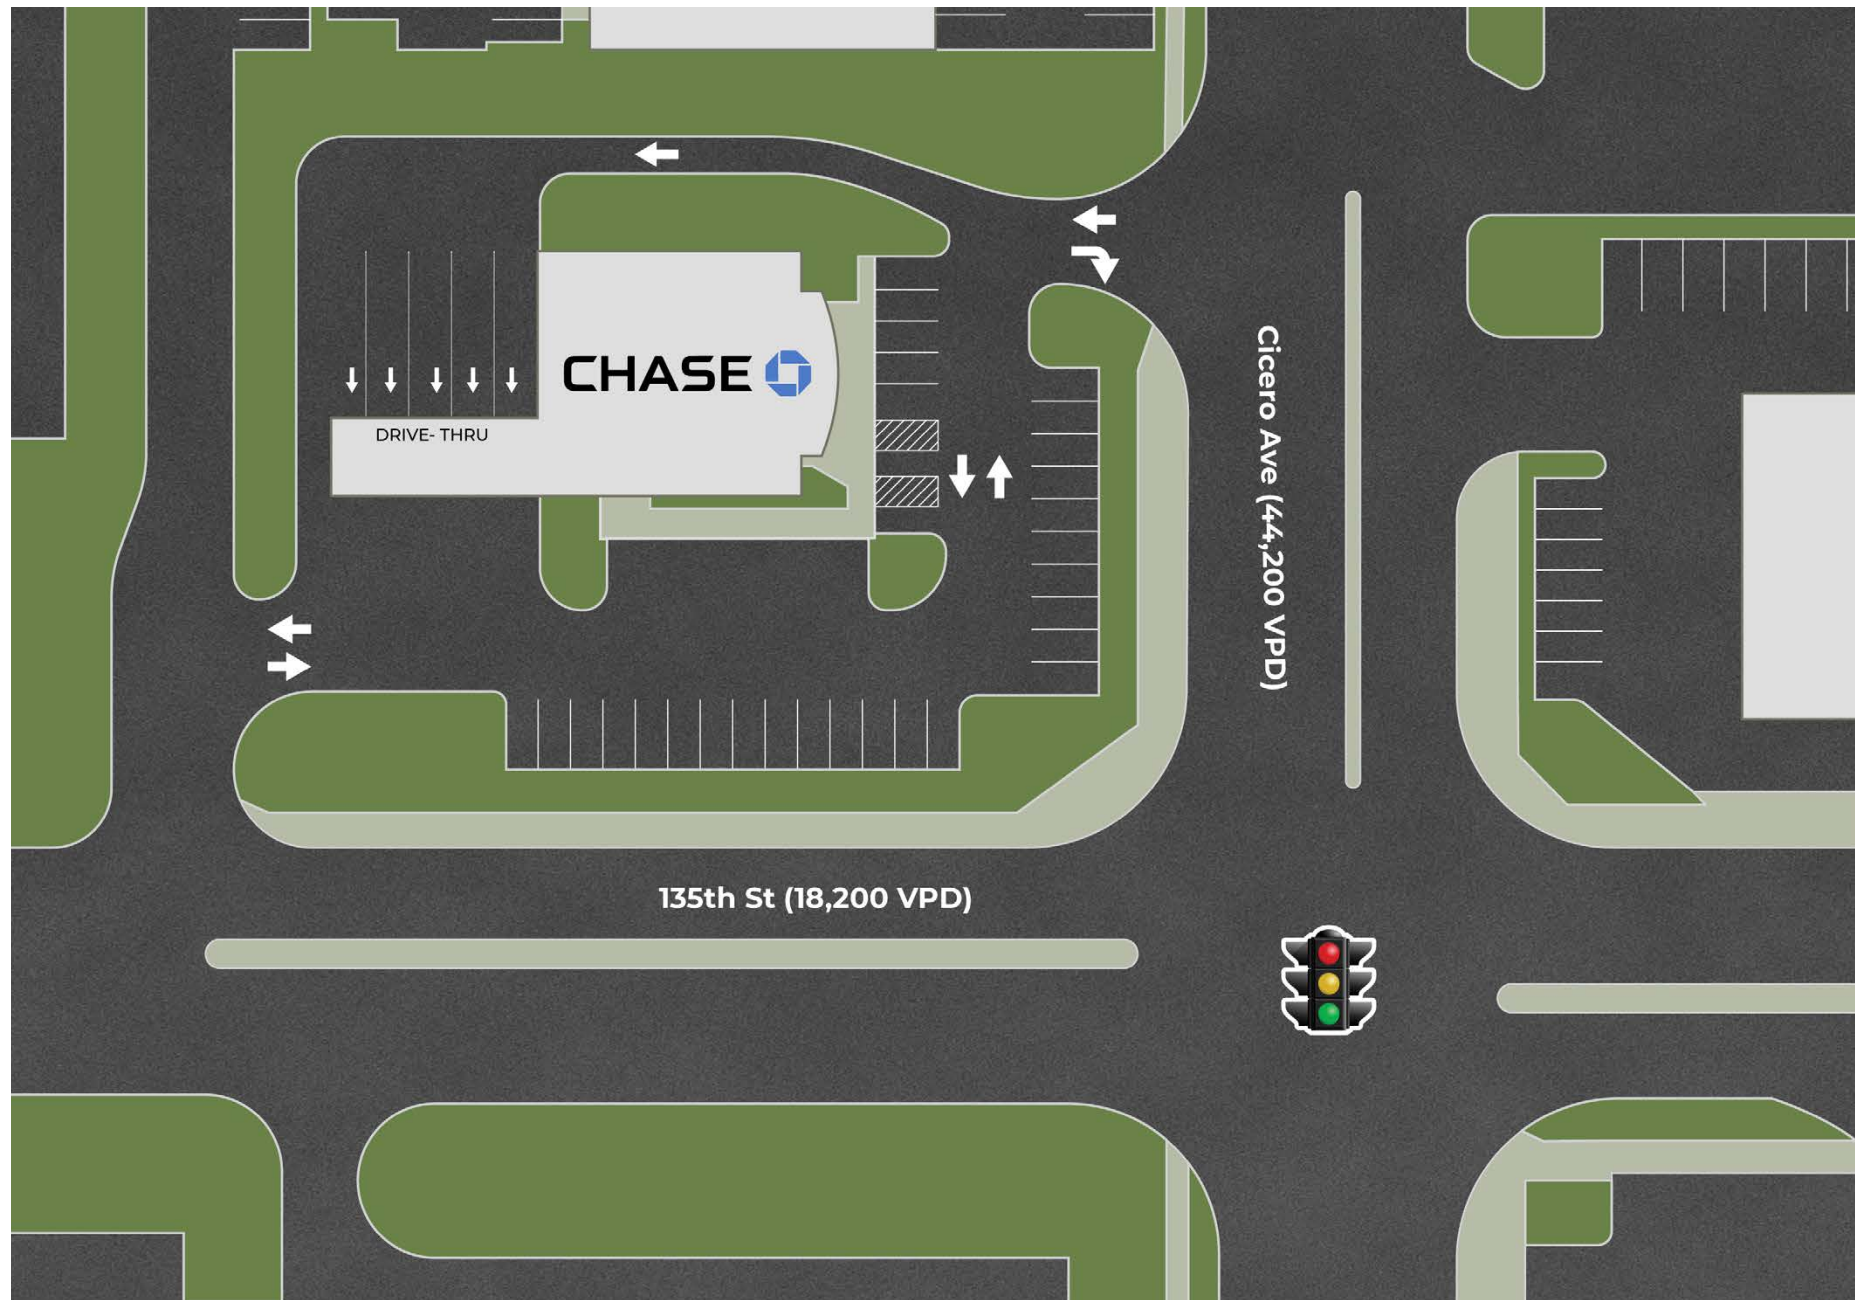 CHASE
DRIVE- THRU
Cicero Ave (44,200 VPD)
135th St (18,200 VPD)